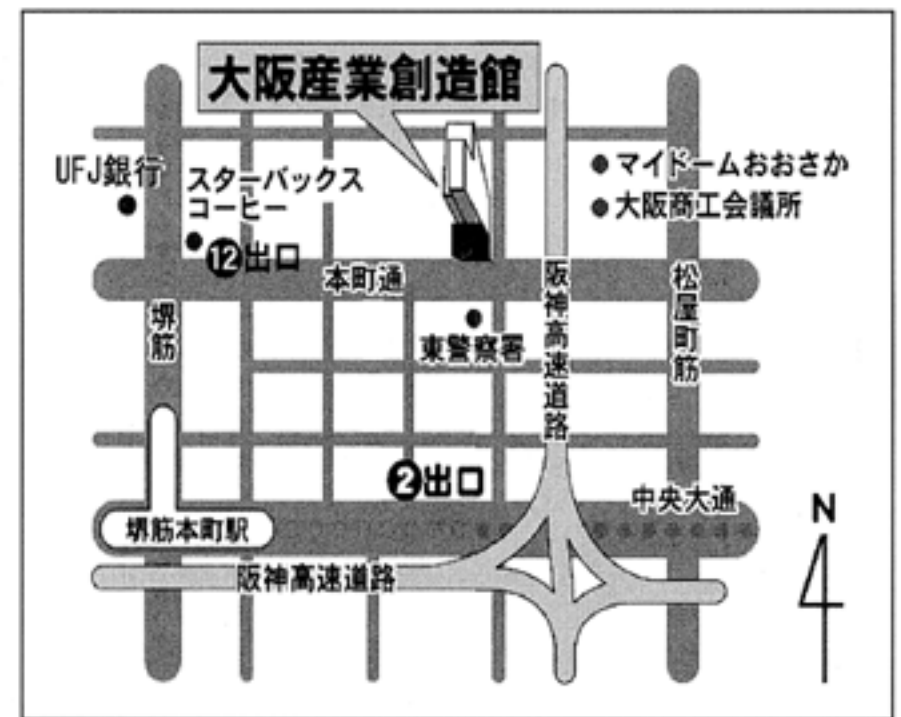 大阪産業創造館
UFJ銀行
スターバックス
コーヒー
⓬出口
マイドームおおさか
大阪商工会議所
本町通
堺筋
東警察署
阪神高速道路
松屋町筋
❷出口
中央大通
堺筋本町駅
阪神高速道路
N